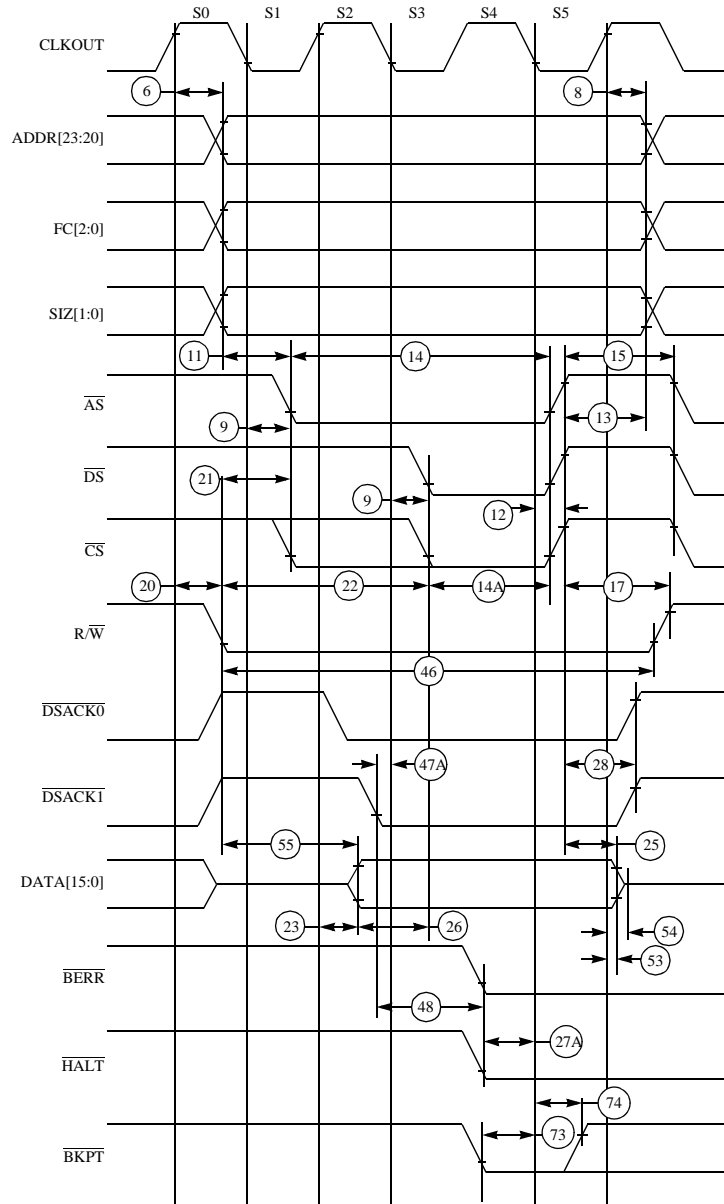 S0 S1 S2 S3 S4 S5
CLKOUT
6 8
ADDR[23:20]
FC[2:0]
SIZ[1:0]
11 14 15
AS
9 13
21
DS
9 12
CS
20 22 14A 17
R/W
46
DSACK0
47A 28
DSACK1
55 25
DATA[15:0]
23 26 54
53
BERR
48
27A
HALT
74
73
BKPT